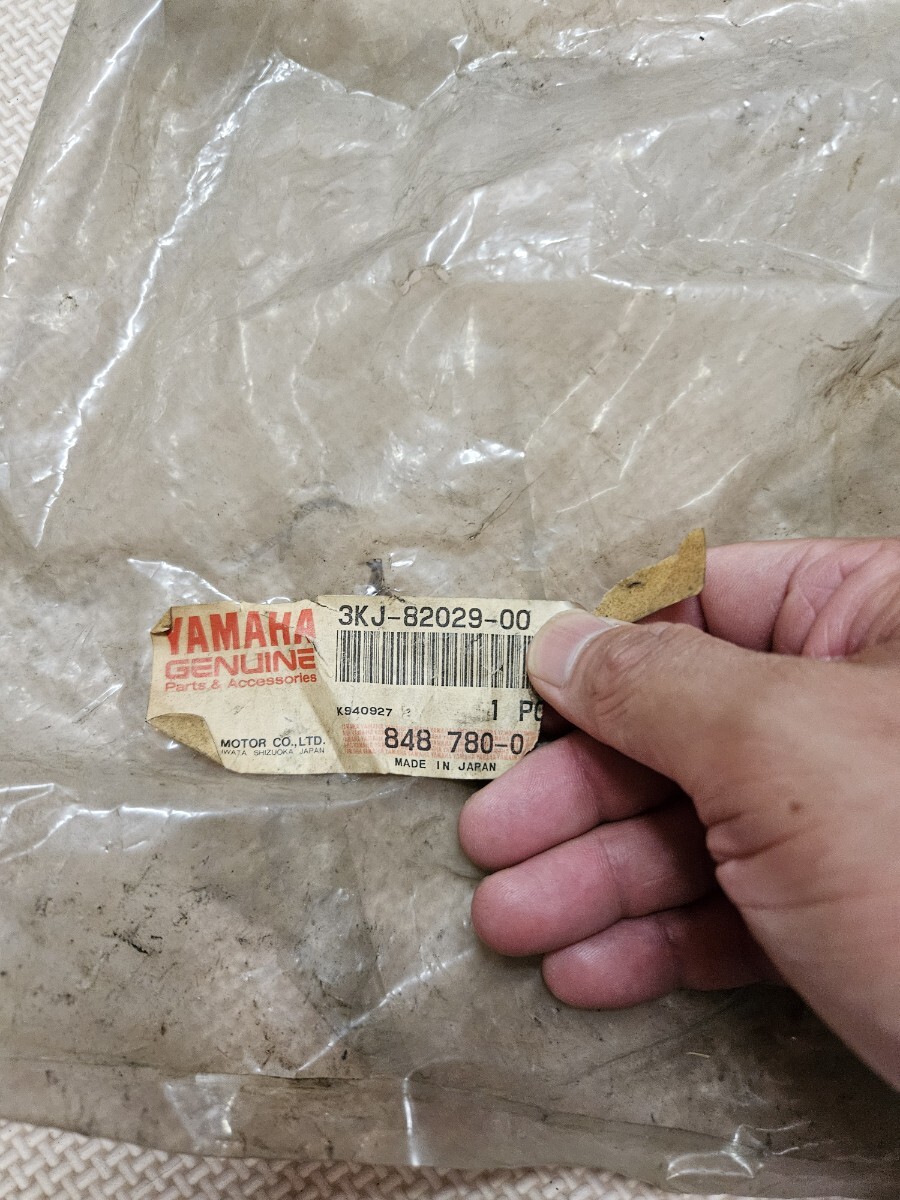 YAMAHA
GENUINE
Parts & Accessories
MOTOR CO.,LTD.
IWATA SHIZUOKA JAPAN
3KJ-82029-00
K940927
1 PC
848 780-0
MADE IN JAPAN